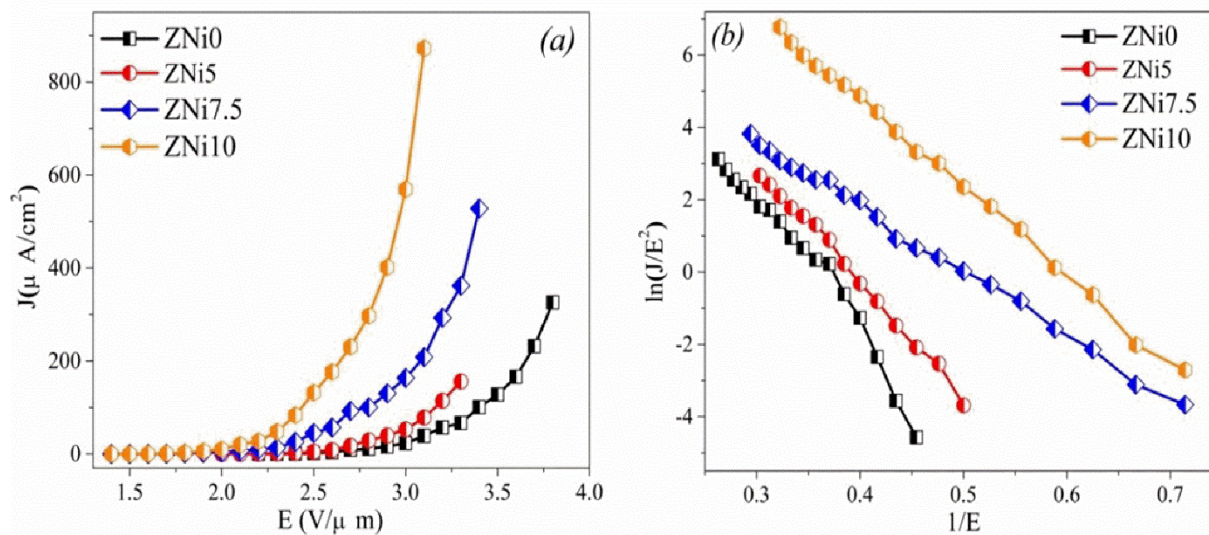 (a)
ZNi0
ZNi5
ZNi7.5
ZNi10
J(μ A/cm²)
800
600
400
200
0
1.5 2.0 2.5 3.0 3.5 4.0
E (V/μ m)
(b)
ZNi0
ZNi5
ZNi7.5
ZNi10
ln(J/E²)
6
4
2
0
-2
-4
0.3 0.4 0.5 0.6 0.7
1/E